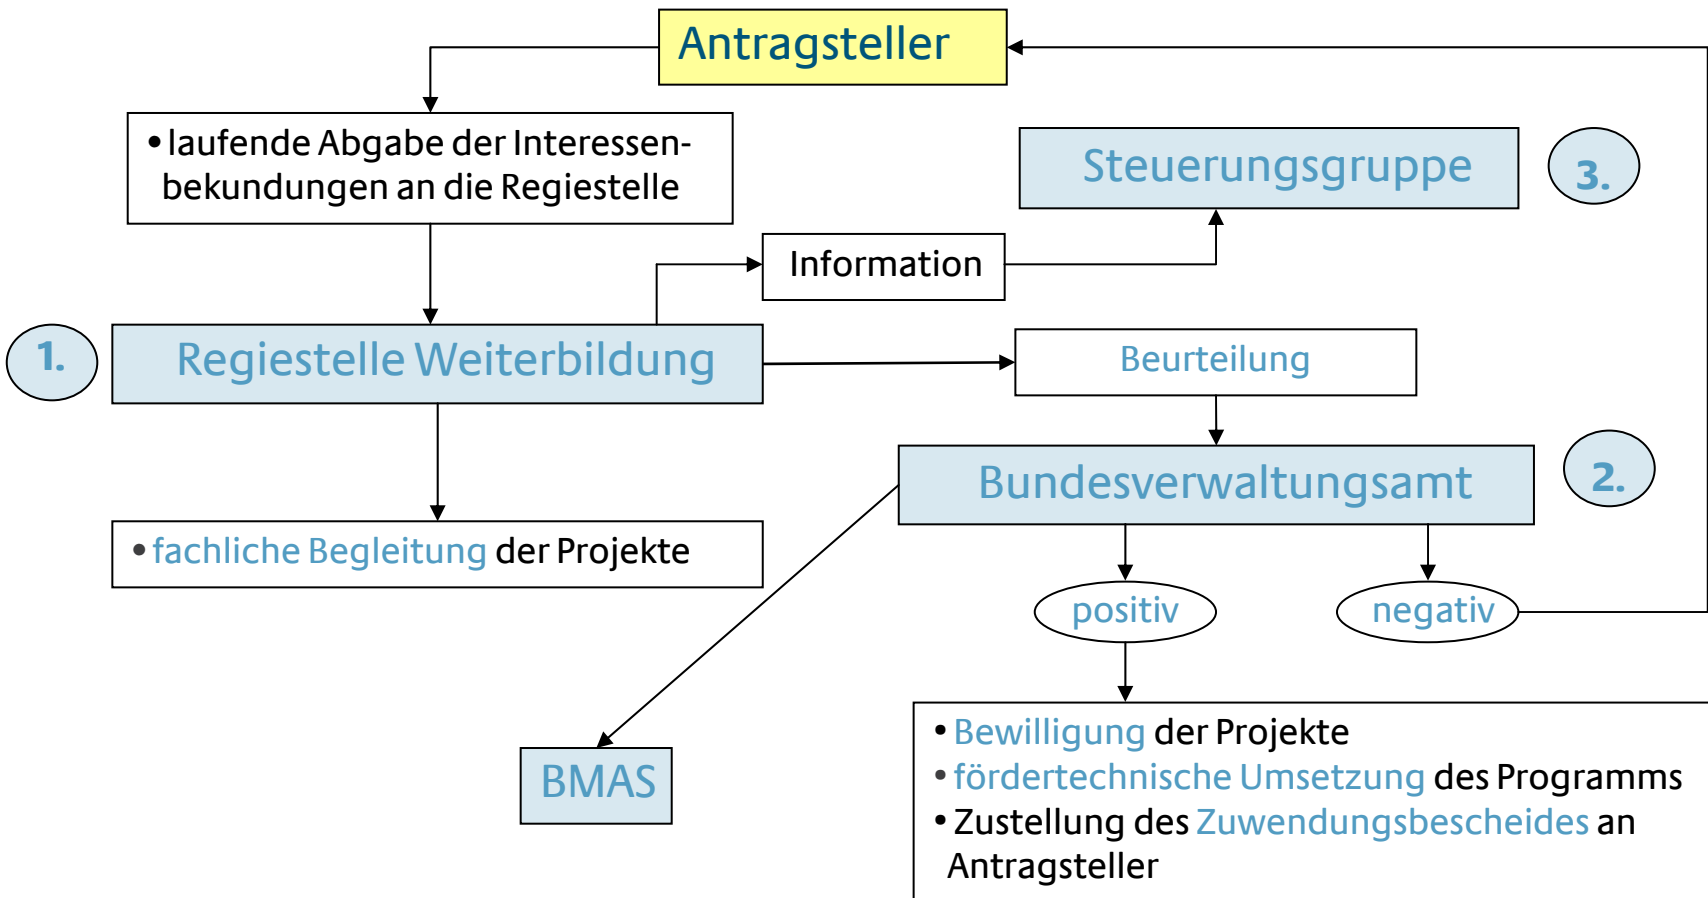 Antragsteller
• laufende Abgabe der Interessen-
bekundungen an die Regiestelle
Steuerungsgruppe
3.
Information
1.
Regiestelle Weiterbildung
Beurteilung
Bundesverwaltungsamt
2.
• fachliche Begleitung der Projekte
positiv
negativ
BMAS
• Bewilligung der Projekte
• fördertechnische Umsetzung des Programms
• Zustellung des Zuwendungsbescheides an
Antragsteller